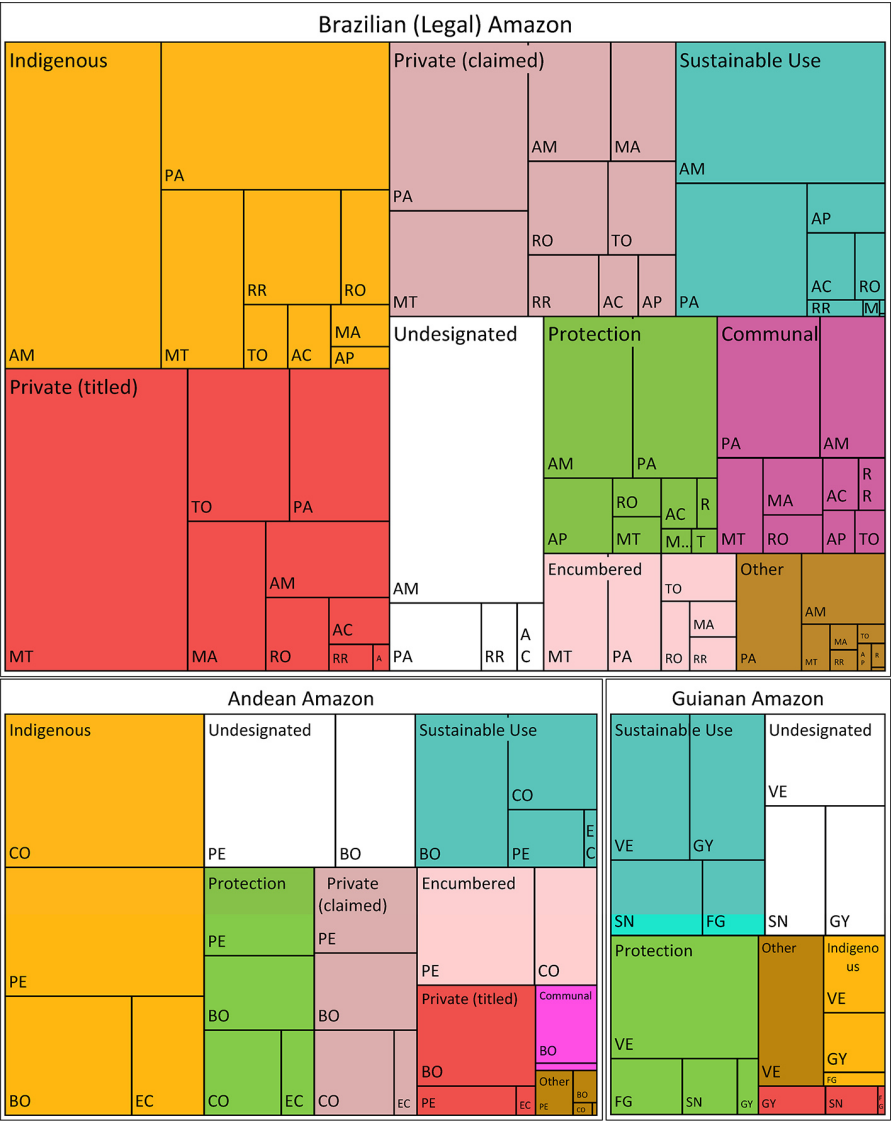 Brazilian (Legal) Amazon
Indigenous
PA
AM
MT
RR
RO
TO
AC
MA
AP
Private (claimed)
PA
AM
MA
RO
TO
MT
RR
AC
AP
Sustainable Use
AM
PA
AP
AC
RO
RR
M
Private (titled)
MT
TO
PA
MA
AM
RO
AC
RR
A
Undesignated
AM
PA
RR
A
C
Protection
AM
PA
AP
RO
MT
AC
R
M..
T
Communal
PA
AM
MT
MA
RO
AC
R
R
AP
TO
Encumbered
MT
PA
TO
RO
MA
RR
Other
PA
AM
MT
MA
RR
TO
A
P
R
Andean Amazon
Indigenous
CO
PE
BO
EC
Undesignated
PE
BO
Sustainable Use
BO
CO
PE
E
C
Protection
PE
BO
CO
EC
Private
(claimed)
PE
BO
CO
EC
Encumbered
PE
CO
Private (titled)
BO
PE
EC
Communal
BO
Other
PE
BO
CO
Guianan Amazon
Sustainable Use
VE
GY
SN
FG
Undesignated
VE
SN
GY
Protection
VE
FG
SN
GY
Other
VE
Indigeno
us
VE
GY
FG
GY
SN
F
G